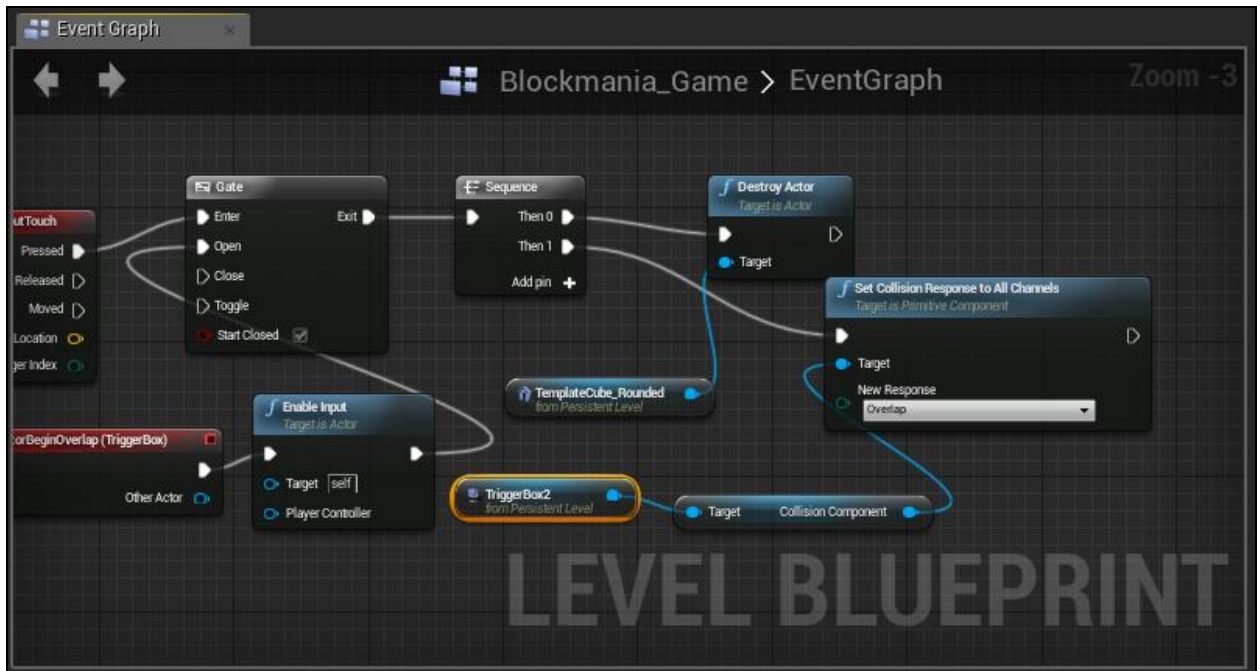 Event Graph
Blockmania_Game > EventGraph
Zoom -3
utTouch
Pressed
Released
Moved
Location
ger Index
Gate
Enter
Exit
Open
Close
Toggle
Start Closed
Sequence
Then 0
Then 1
Add pin +
Destroy Actor
Target is Actor
Target
Set Collision Response to All Channels
Target is Primitive Component
Target
New Response
Overlap
TemplateCube_Rounded
from Persistent Level
Enable Input
Target is Actor
Target self
Player Controller
torBeginOverlap (TriggerBox)
Other Actor
TriggerBox2
from Persistent Level
Target Collision Component
LEVEL BLUEPRINT